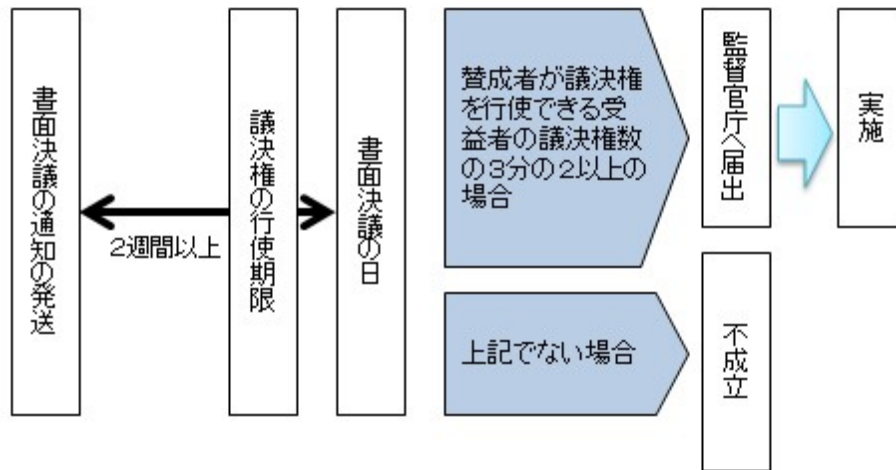 書面決議の通知の発送
2週間以上
議決権の行使期限
書面決議の日
賛成者が議決権
を行使できる受
益者の議決権数
の3分の2以上の
場合
監督官庁へ届出
実施
上記でない場合
不成立